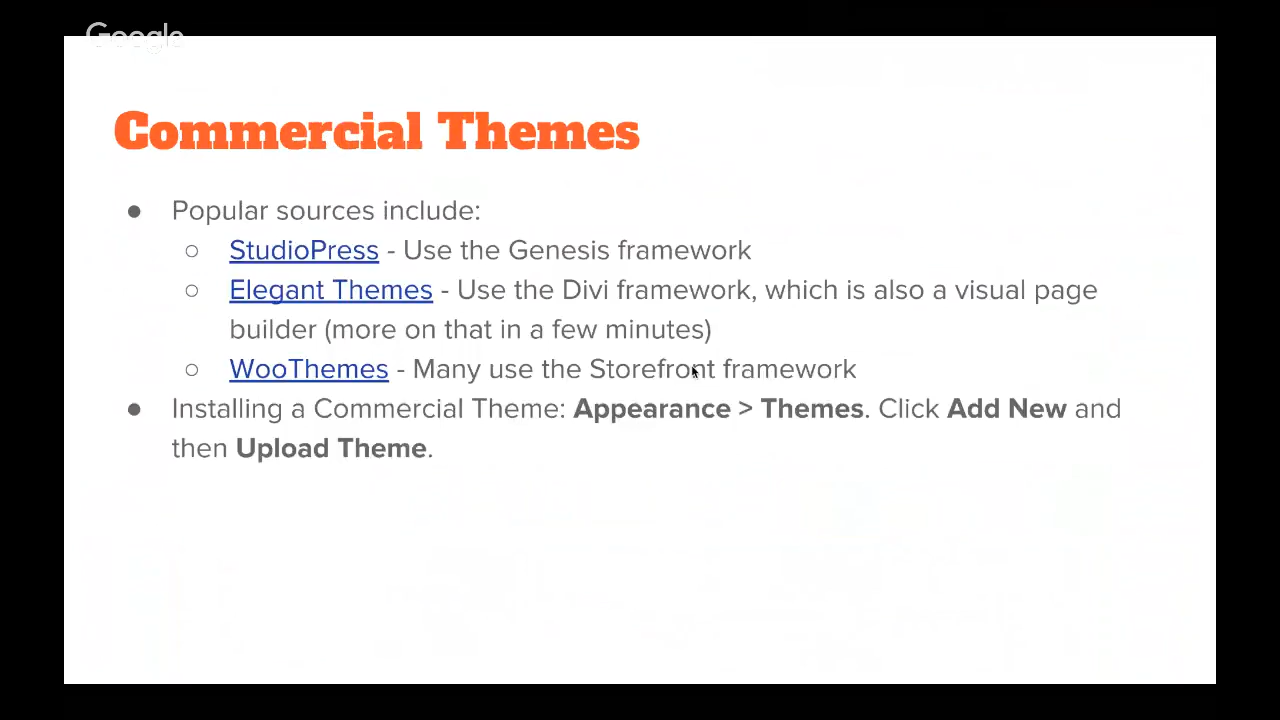 Google
Commercial Themes
● Popular sources include:
○ StudioPress - Use the Genesis framework
○ Elegant Themes - Use the Divi framework, which is also a visual page
builder (more on that in a few minutes)
○ WooThemes - Many use the Storefront framework
● Installing a Commercial Theme: Appearance > Themes. Click Add New and
then Upload Theme.